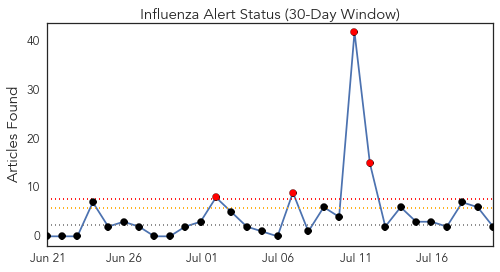 Influenza Alert Status (30-Day Window)
Articles Found
40
30
20
10
0
Jun 21 Jun 26 Jul 01 Jul 06 Jul 11 Jul 16